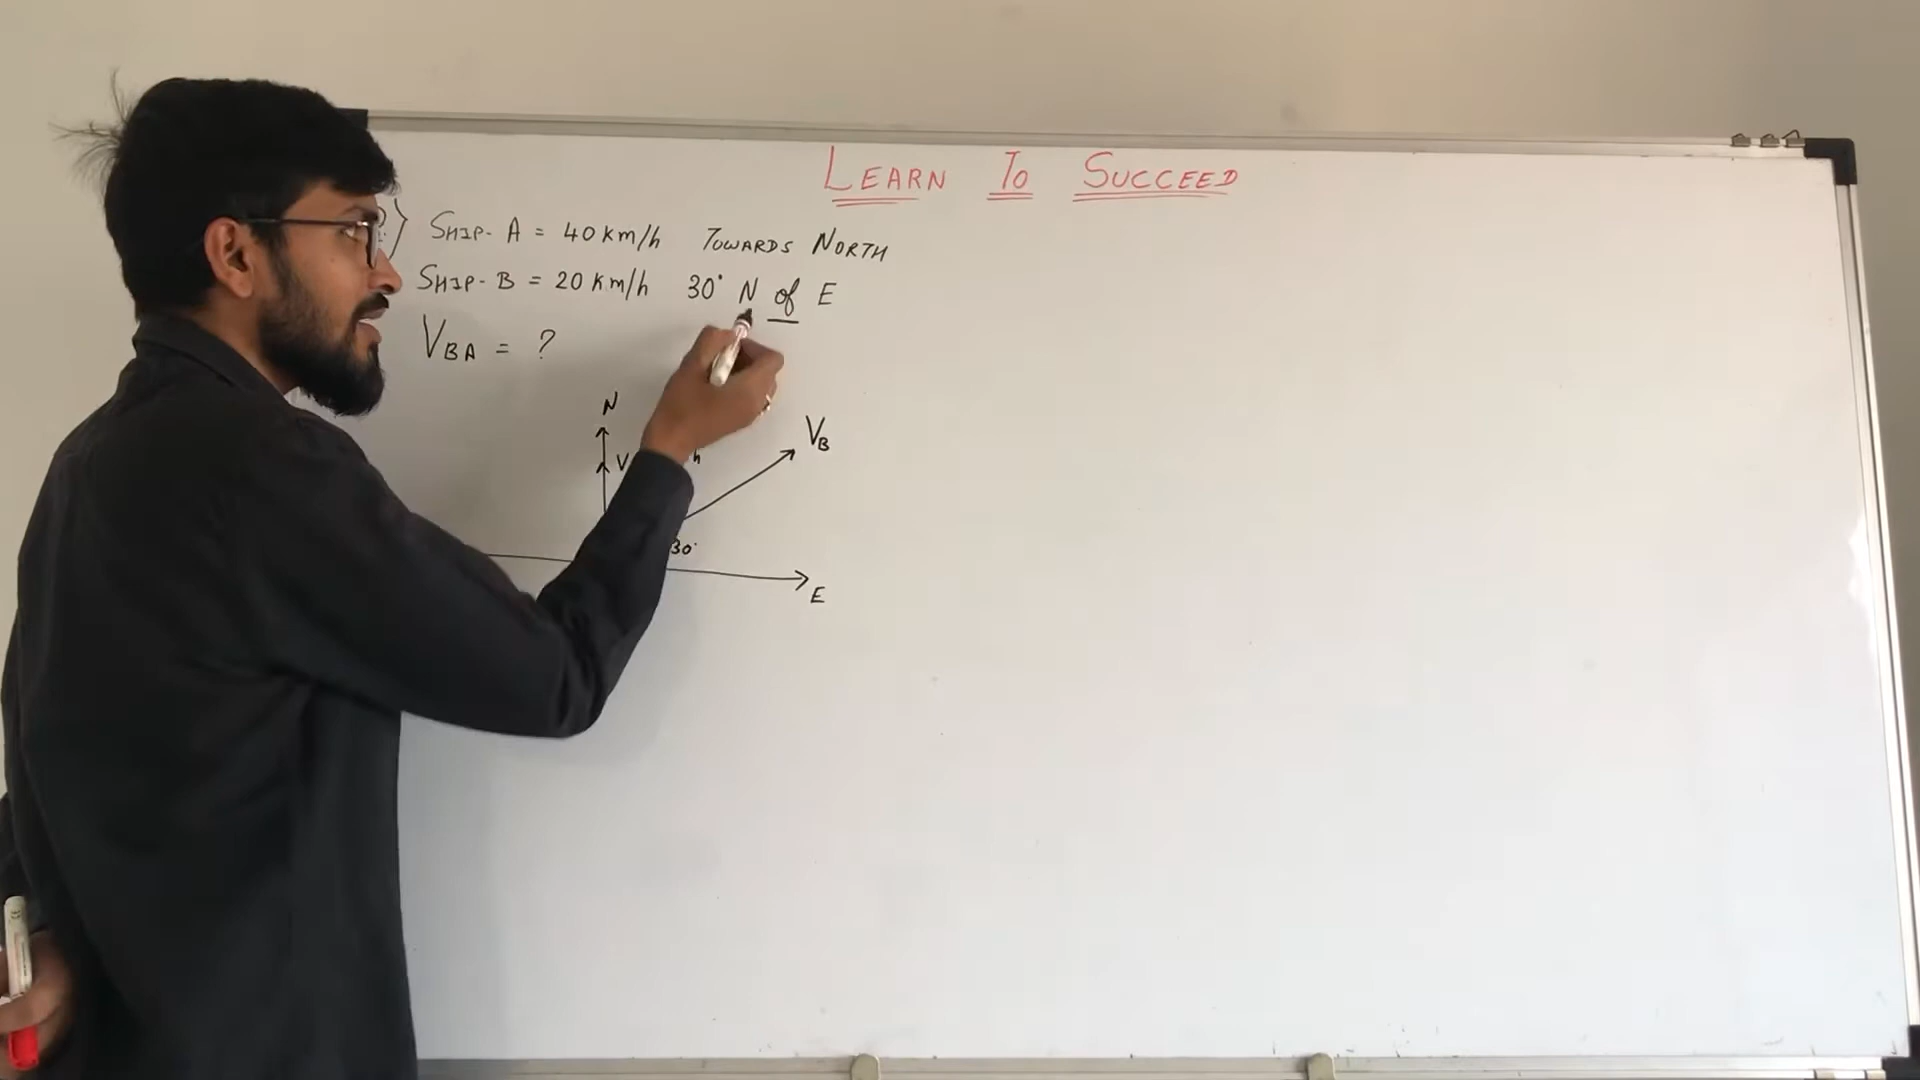 LEARN TO SUCCEED
?} SHIP-A = 40 km/h TOWARDS NORTH
SHIP-B = 20 km/h 30° N of E
VBA = ?
N
V h
VB
30°
E